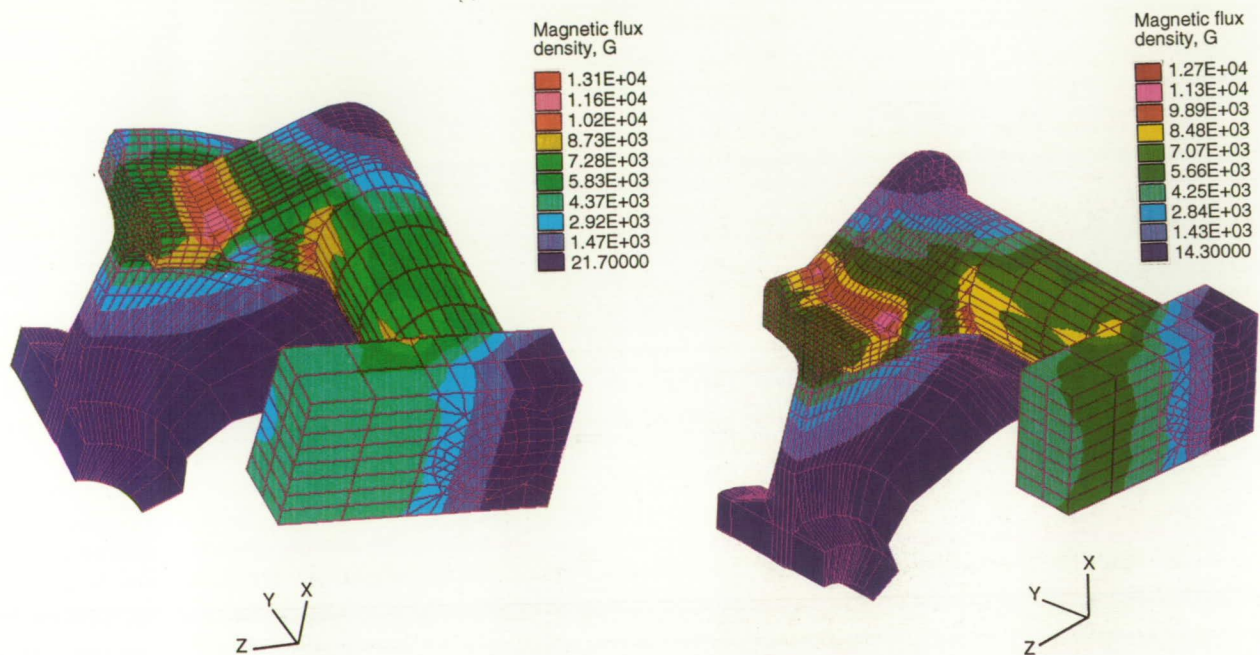 Magnetic flux
density, G
1.31E+04
1.16E+04
1.02E+04
8.73E+03
7.28E+03
5.83E+03
4.37E+03
2.92E+03
1.47E+03
21.70000
X
Y
Z
Magnetic flux
density, G
1.27E+04
1.13E+04
9.89E+03
8.48E+03
7.07E+03
5.66E+03
4.25E+03
2.84E+03
1.43E+03
14.30000
X
Y
Z